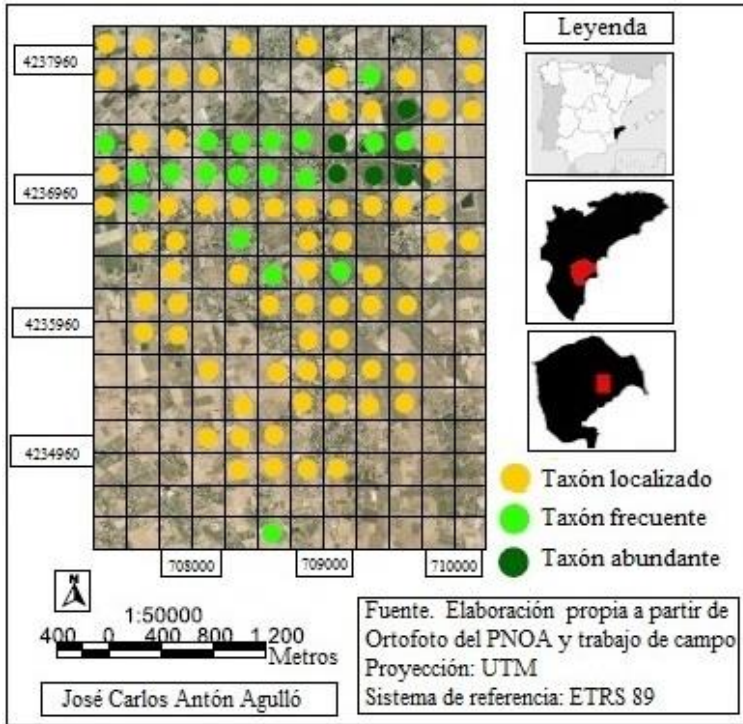 Leyenda
4237960
4236960
4235960
4234960
Taxón localizado
Taxón frecuente
Taxón abundante
708000
709000
710000
N
1:50000
400 0 400 800 1 200
Metros
José Carlos Antón Agulló
Fuente. Elaboración propia a partir de
Ortofoto del PNOA y trabajo de campo
Proyección: UTM
Sistema de referencia: ETRS 89